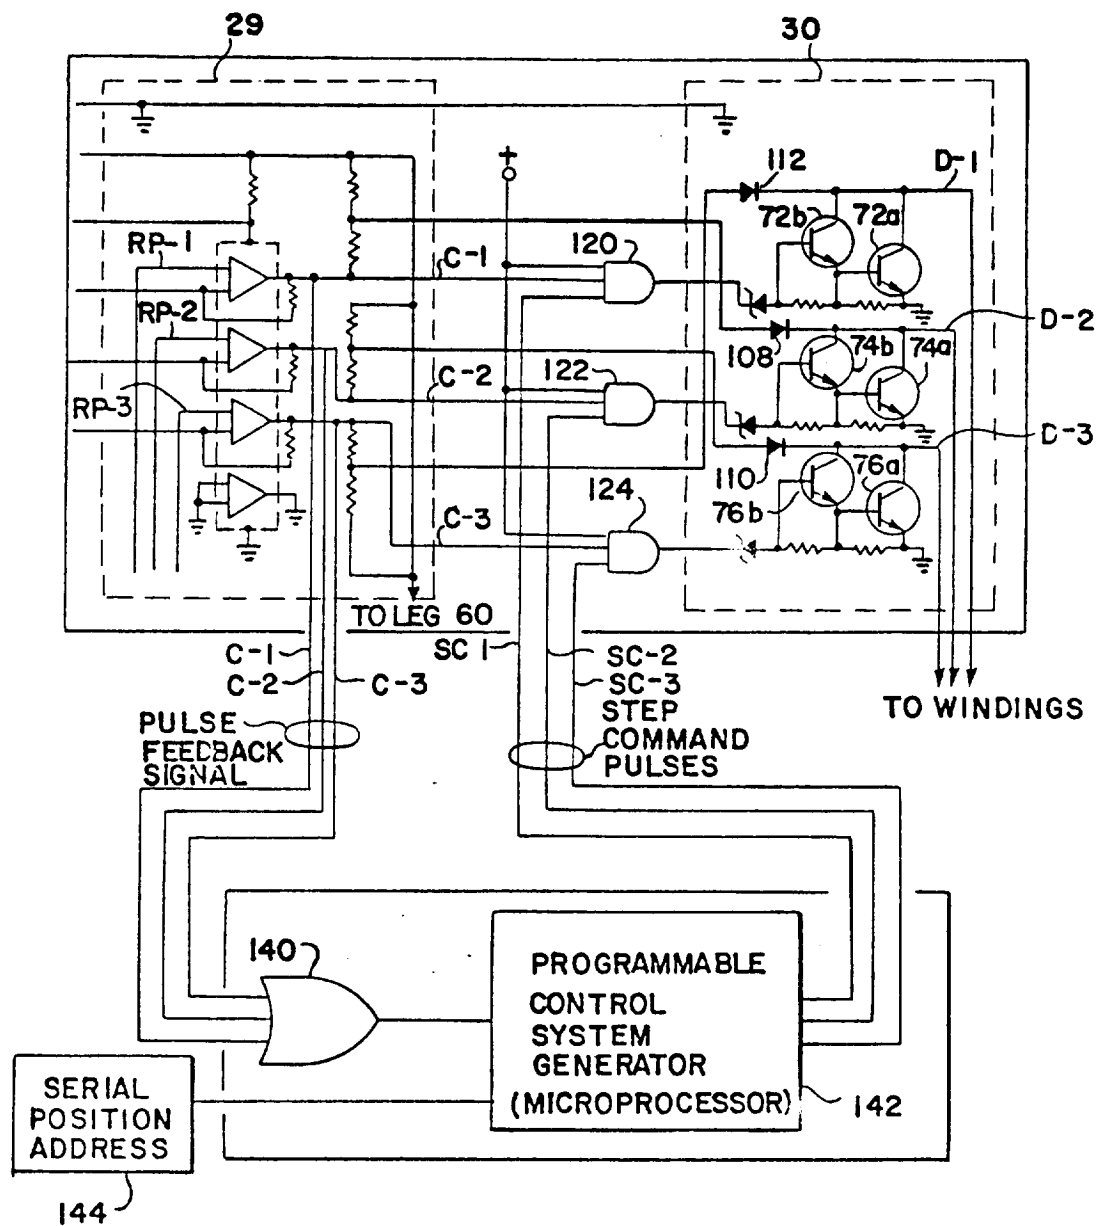 29
30
+
112
D-1
72b
72a
RP-1
120
C-1
RP-2
D-2
108
74b
74a
122
C-2
RP-3
D-3
110
76a
76b
124
C-3
TO LEG 60
C-1
C-2
C-3
SC 1
SC-2
SC-3
TO WINDINGS
PULSE
FEEDBACK
SIGNAL
STEP
COMMAND
PULSES
140
PROGRAMMABLE
CONTROL
SYSTEM
GENERATOR
(MICROPROCESSOR)
142
SERIAL
POSITION
ADDRESS
144